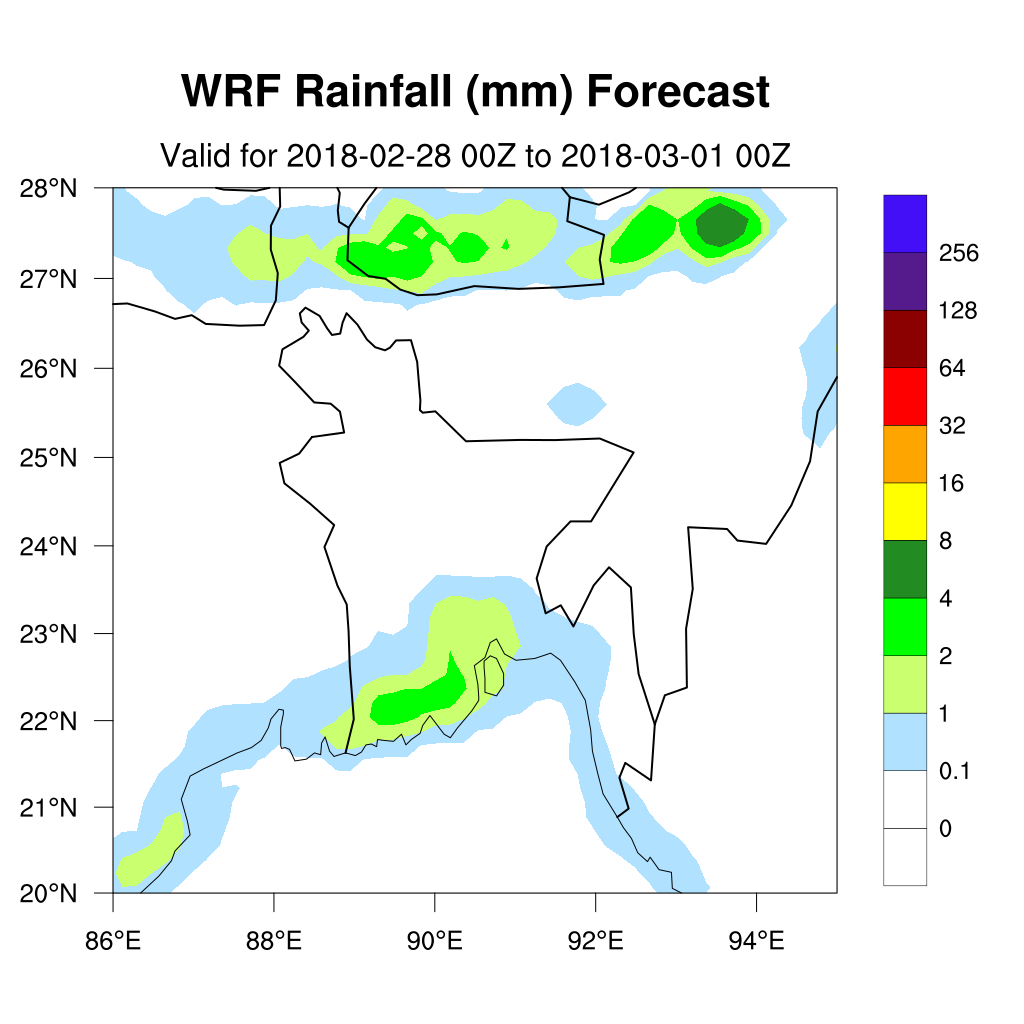 WRF Rainfall (mm) Forecast
Valid for 2018-02-28 00Z to 2018-03-01 00Z
28°N
27°N
26°N
25°N
24°N
23°N
22°N
21°N
20°N
86°E 88°E 90°E 92°E 94°E
256
128
64
32
16
8
4
2
1
0.1
0